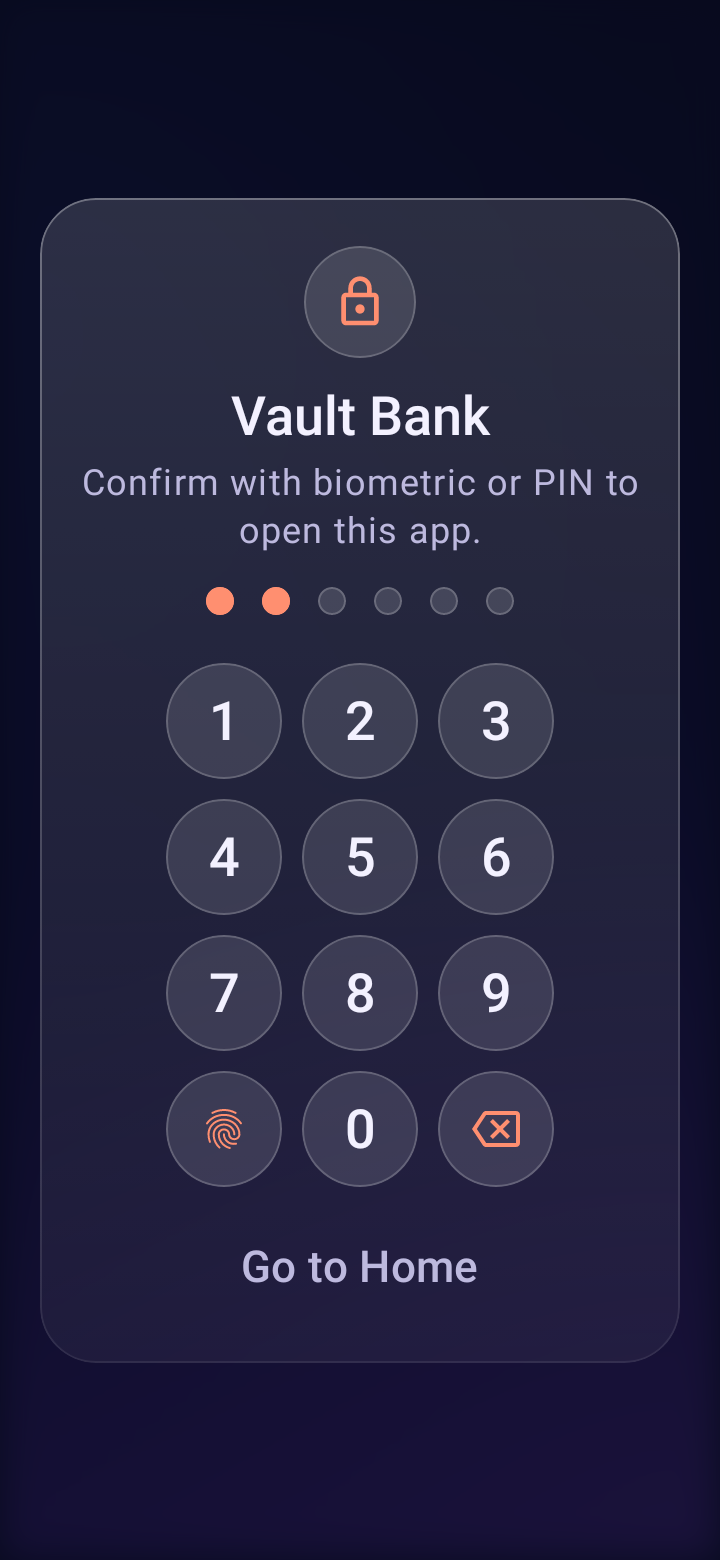 Vault Bank
Confirm with biometric or PIN to
open this app.
1 2 3
4 5 6
7 8 9
0
Go to Home